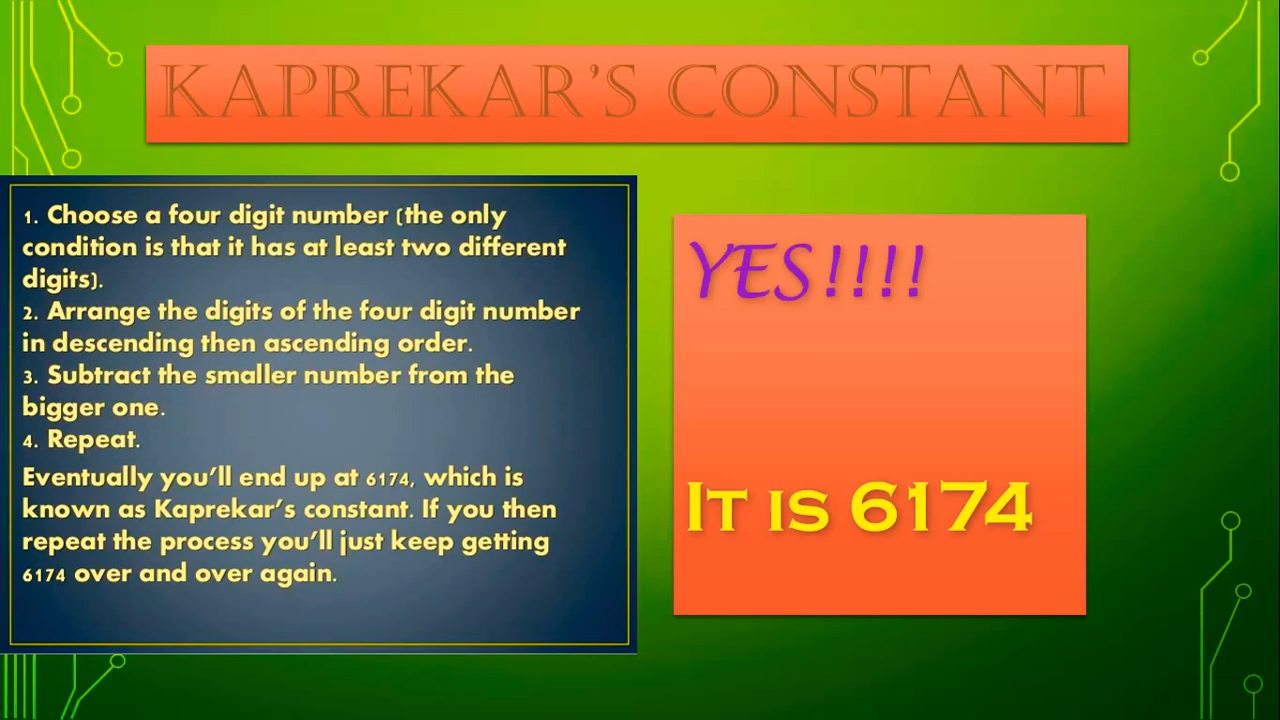 KAPREKAR'S CONSTANT
1. Choose a four digit number (the only
condition is that it has at least two different
digits).
2. Arrange the digits of the four digit number
in descending then ascending order.
3. Subtract the smaller number from the
bigger one.
4. Repeat.
Eventually you'll end up at 6174, which is
known as Kaprekar's constant. If you then
repeat the process you'll just keep getting
6174 over and over again.
YES!!!!
IT IS 6174